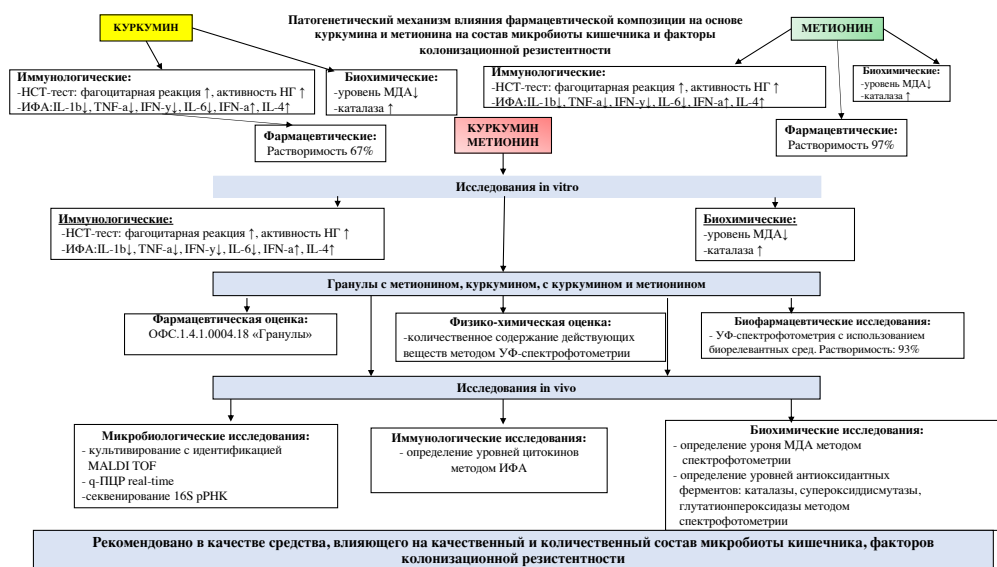 КУРКУМИН
Патогенетический механизм влияния фармацевтической композиции на основе
куркумина и метионина на состав микробиоты кишечника и факторы
колонизационной резистентности
МЕТИОНИН
Иммунологические:
-НСТ-тест: фагоцитарная реакция ↑, активность НГ ↑
-ИФА:IL-1b↓, TNF-a↓, IFN-y↓, IL-6↓, IFN-a↑, IL-4↑
Биохимические:
-уровень МДА↓
-каталаза ↑
Иммунологические:
-НСТ-тест: фагоцитарная реакция ↑, активность НГ ↑
-ИФА:IL-1b↓, TNF-a↓, IFN-y↓, IL-6↓, IFN-a↑, IL-4↑
Биохимические:
-уровень МДА↓
-каталаза ↑
Фармацевтические:
Растворимость 67%
КУРКУМИН
МЕТИОНИН
Фармацевтические:
Растворимость 97%
Исследования in vitro
Иммунологические:
-НСТ-тест: фагоцитарная реакция ↑, активность НГ ↑
-ИФА:IL-1b↓, TNF-a↓, IFN-y↓, IL-6↓, IFN-a↑, IL-4↑
Биохимические:
-уровень МДА↓
-каталаза ↑
Гранулы с метионином, куркумином, с куркумином и метионином
Фармацевтическая оценка:
ОФС.1.4.1.0004.18 «Гранулы»
Физико-химическая оценка:
-количественное содержание действующих
веществ методом УФ-спектрофотометрии
Биофармацевтические исследования:
- УФ-спектрофотометрия с использованием
биорелевантных сред. Растворимость: 93%
Исследования in vivo
Микробиологические исследования:
- культивирование с идентификацией
MALDI TOF
- q-ПЦР real-time
-секвенирование 16S рРНК
Иммунологические исследования:
- определение уровней цитокинов
методом ИФА
Биохимические исследования:
- определение уроня МДА методом
спектрофотометрии
- определение уровней антиоксидантных
ферментов: каталазы, супероксиддисмутазы,
глутатионпероксидазы методом
спектрофотометрии
Рекомендовано в качестве средства, влияющего на качественный и количественный состав микробиоты кишечника, факторов
колонизационной резистентности